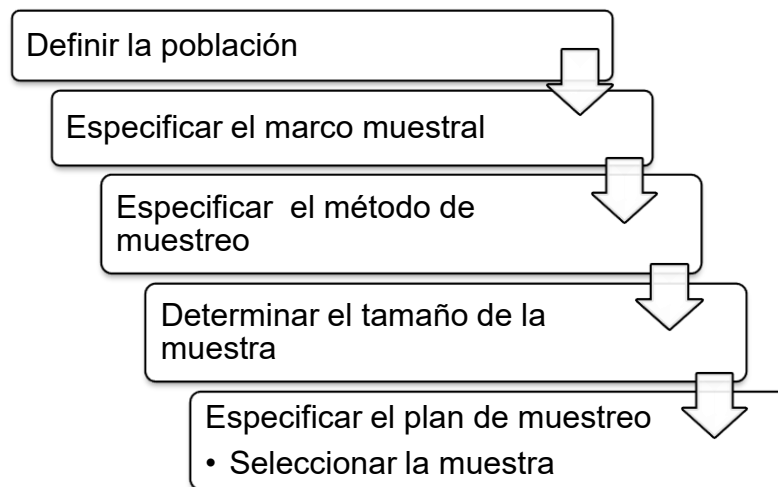 Definir la población
Especificar el marco muestral
Especificar el método de
muestreo
Determinar el tamaño de la
muestra
Especificar el plan de muestreo
• Seleccionar la muestra